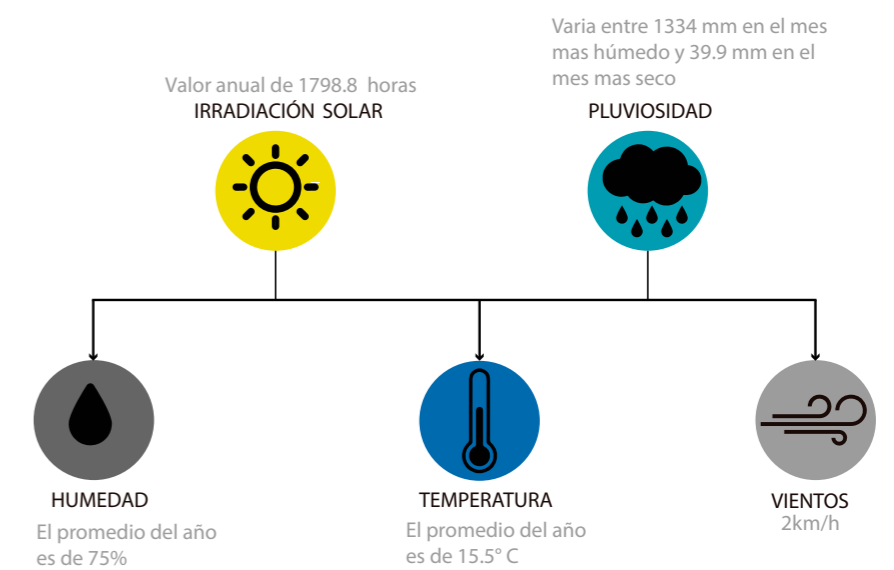 Valor anual de 1798.8 horas
IRRADIACIÓN SOLAR
Varia entre 1334 mm en el mes
mas húmedo y 39.9 mm en el
mes mas seco
PLUVIOSIDAD
HUMEDAD
El promedio del año
es de 75%
TEMPERATURA
El promedio del año
es de 15.5° C
VIENTOS
2km/h